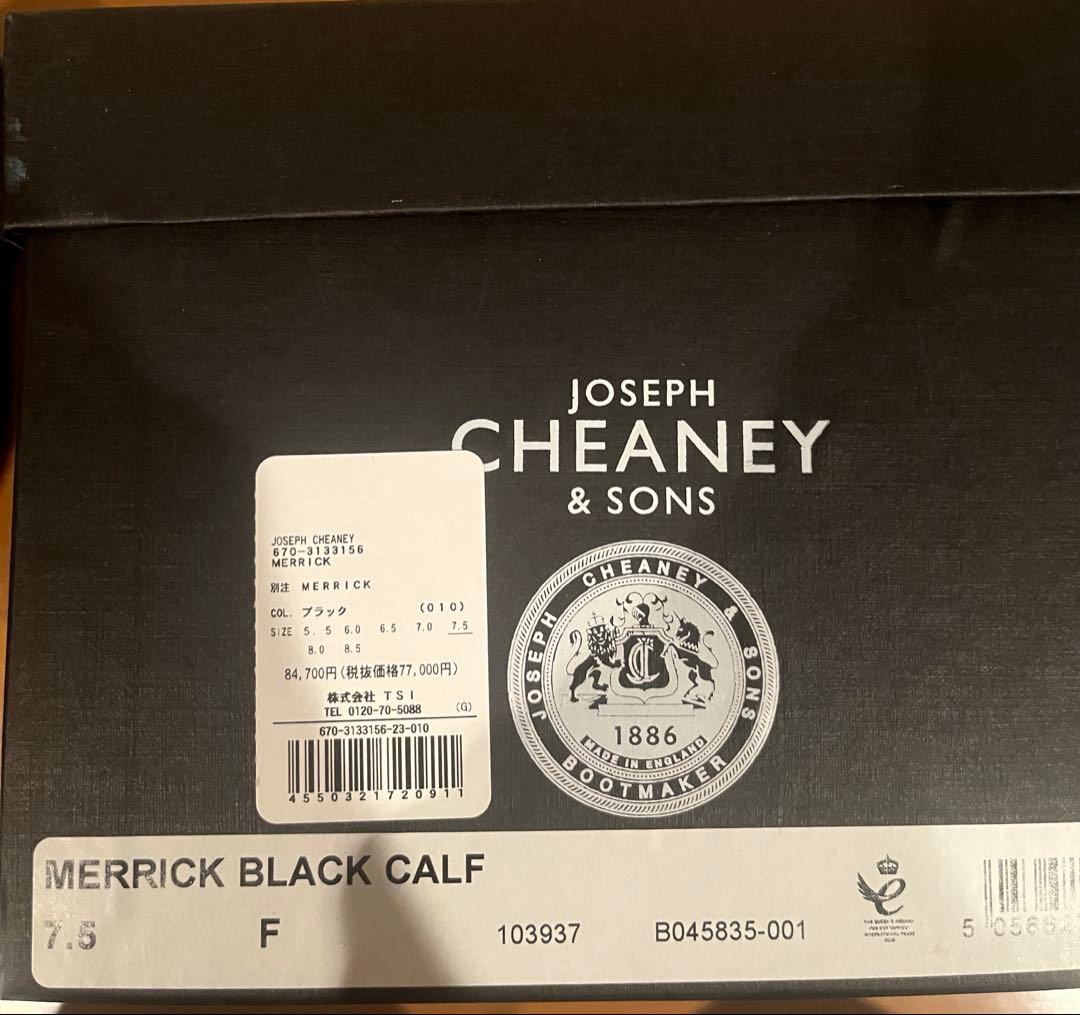 JOSEPH
CHEANEY
& SONS
JOSEPH CHEANEY
670-3133156
MERRICK
別注 MERRICK
COL. ブラック (010)
SIZE 5.5 6.0 6.5 7.0 7.5
8.0 8.5
84,700円(税抜価格77,000円)
株式会社 TSI
TEL 0120-70-5088 (G)
670-3133156-23-010
4550321720911
JOSEPH CHEANEY & SONS
1886
MADE IN ENGLAND
BOOTMAKER
MERRICK BLACK CALF
7.5 F 103937 B045835-001